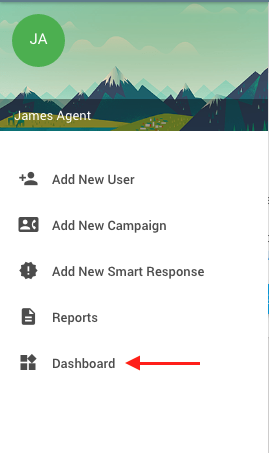 JA
James Agent
Add New User
Add New Campaign
Add New Smart Response
Reports
Dashboard